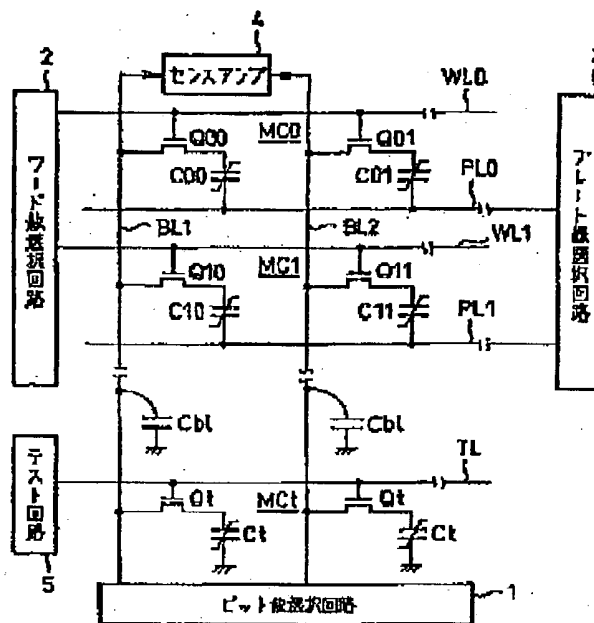 4
2
センスアンプ
WL0
Q00
MC0
Q01
C00
C01
PL0
BL1
BL2
WL1
ワード線選択回路
プレート線選択回路
Q10
MC1
Q11
C10
C11
PL1
Cbl
Cbl
テスト回路
TL
Qt
MCt
Qt
Ct
Ct
5
ビット線選択回路
1